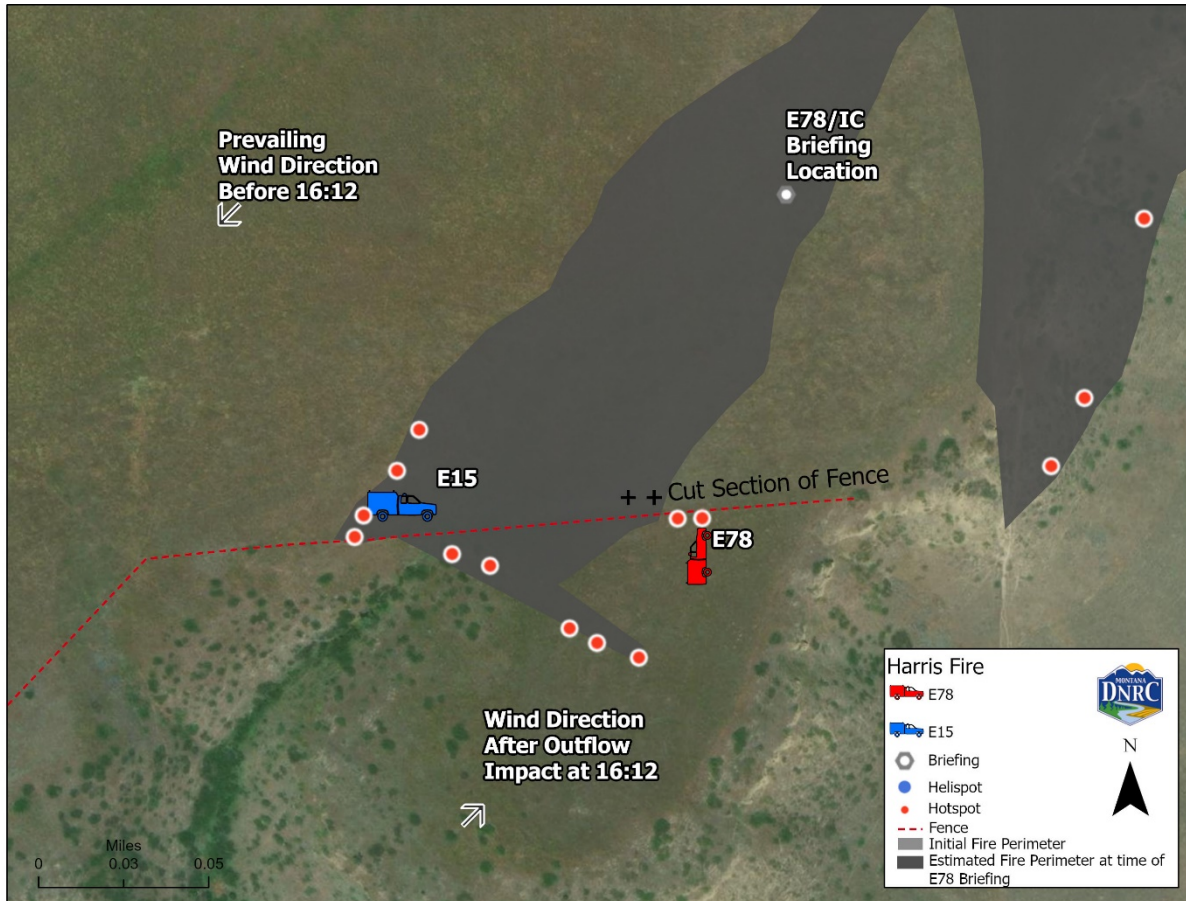 Prevailing
Wind Direction
Before 16:12
E78/IC
Briefing
Location
E15
Cut Section of Fence
E78
Wind Direction
After Outflow
Impact at 16:12
Miles
0 0.03 0.05
Harris Fire
E78
E15
Briefing
Helispot
Hotspot
Fence
Initial Fire Perimeter
Estimated Fire Perimeter at time of
E78 Briefing
MONTANA
DNRC
N